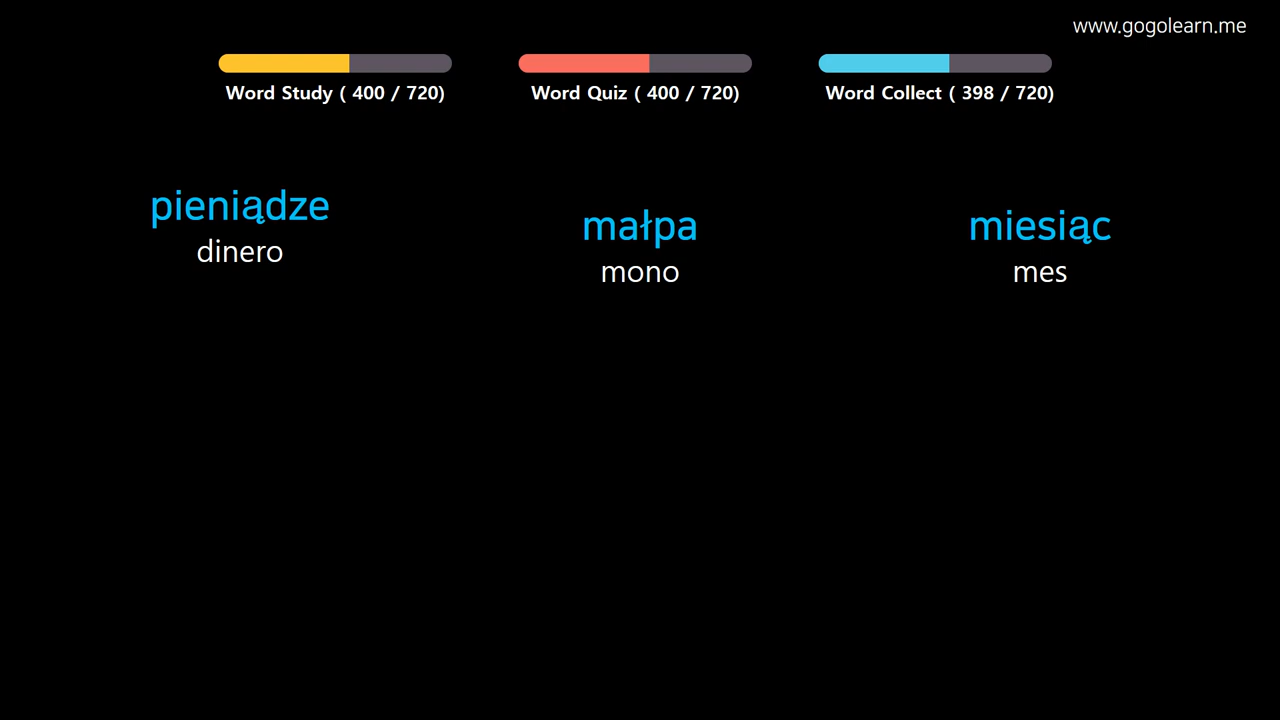 www.gogolearn.me
Word Study ( 400 / 720)
Word Quiz ( 400 / 720)
Word Collect ( 398 / 720)
pieniądze
dinero
małpa
mono
miesiąc
mes